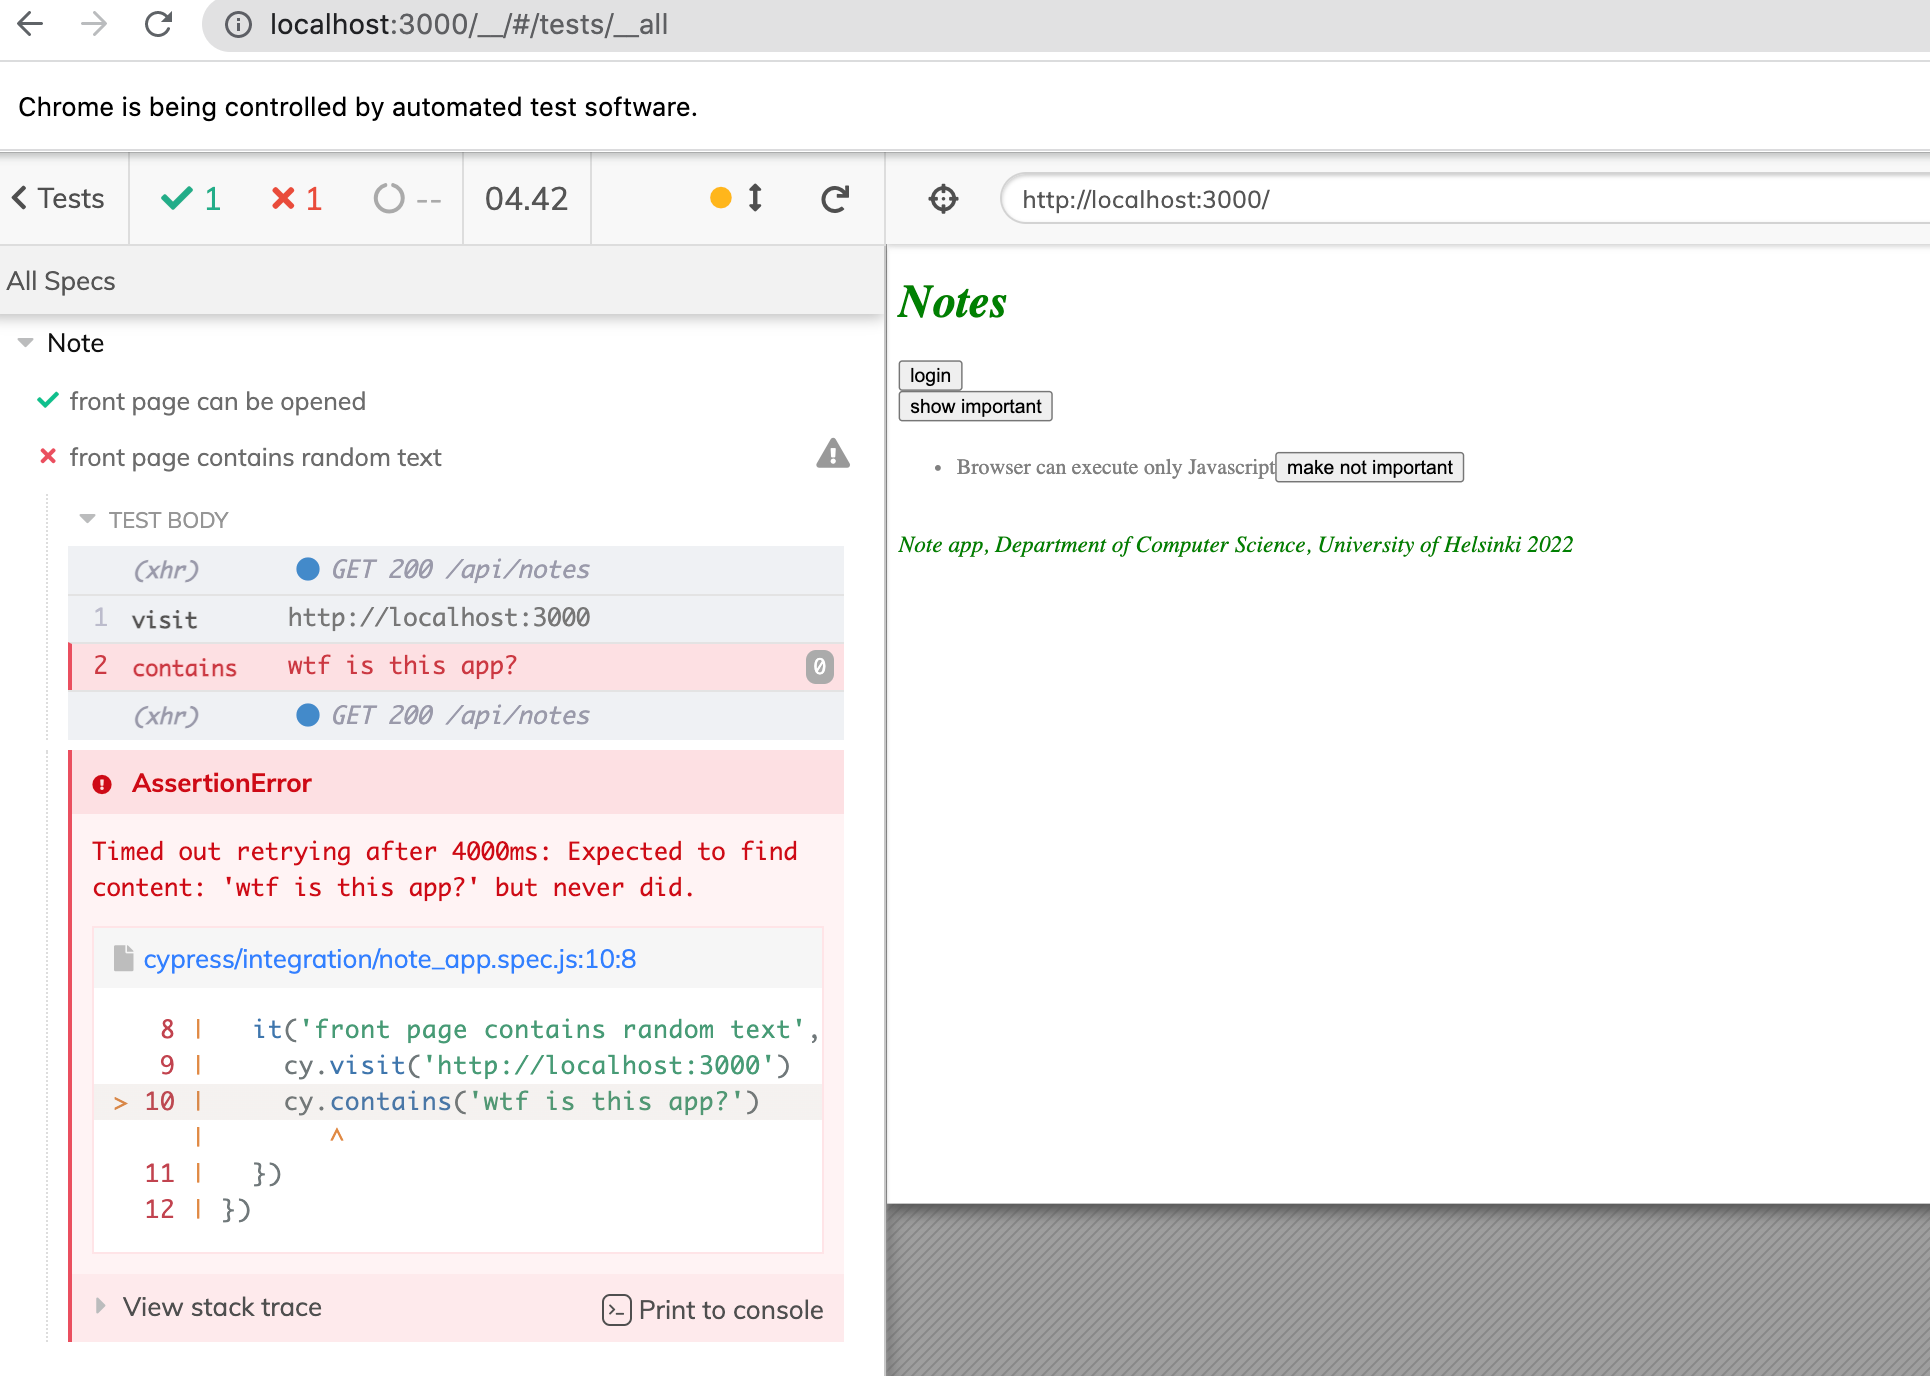 localhost:3000/__/#/tests/__all
Chrome is being controlled by automated test software.
Tests 1 1 -- 04.42 http://localhost:3000/
All Specs
Note
front page can be opened
front page contains random text
TEST BODY
(xhr) GET 200 /api/notes
1 visit http://localhost:3000
2 contains wtf is this app? 0
(xhr) GET 200 /api/notes
AssertionError
Timed out retrying after 4000ms: Expected to find
content: 'wtf is this app?' but never did.
cypress/integration/note_app.spec.js:10:8
8 | it('front page contains random text',
9 | cy.visit('http://localhost:3000')
> 10 | cy.contains('wtf is this app?')
| ^
11 | })
12 | })
View stack trace Print to console
Notes
login
show important
• Browser can execute only Javascript make not important
Note app, Department of Computer Science, University of Helsinki 2022